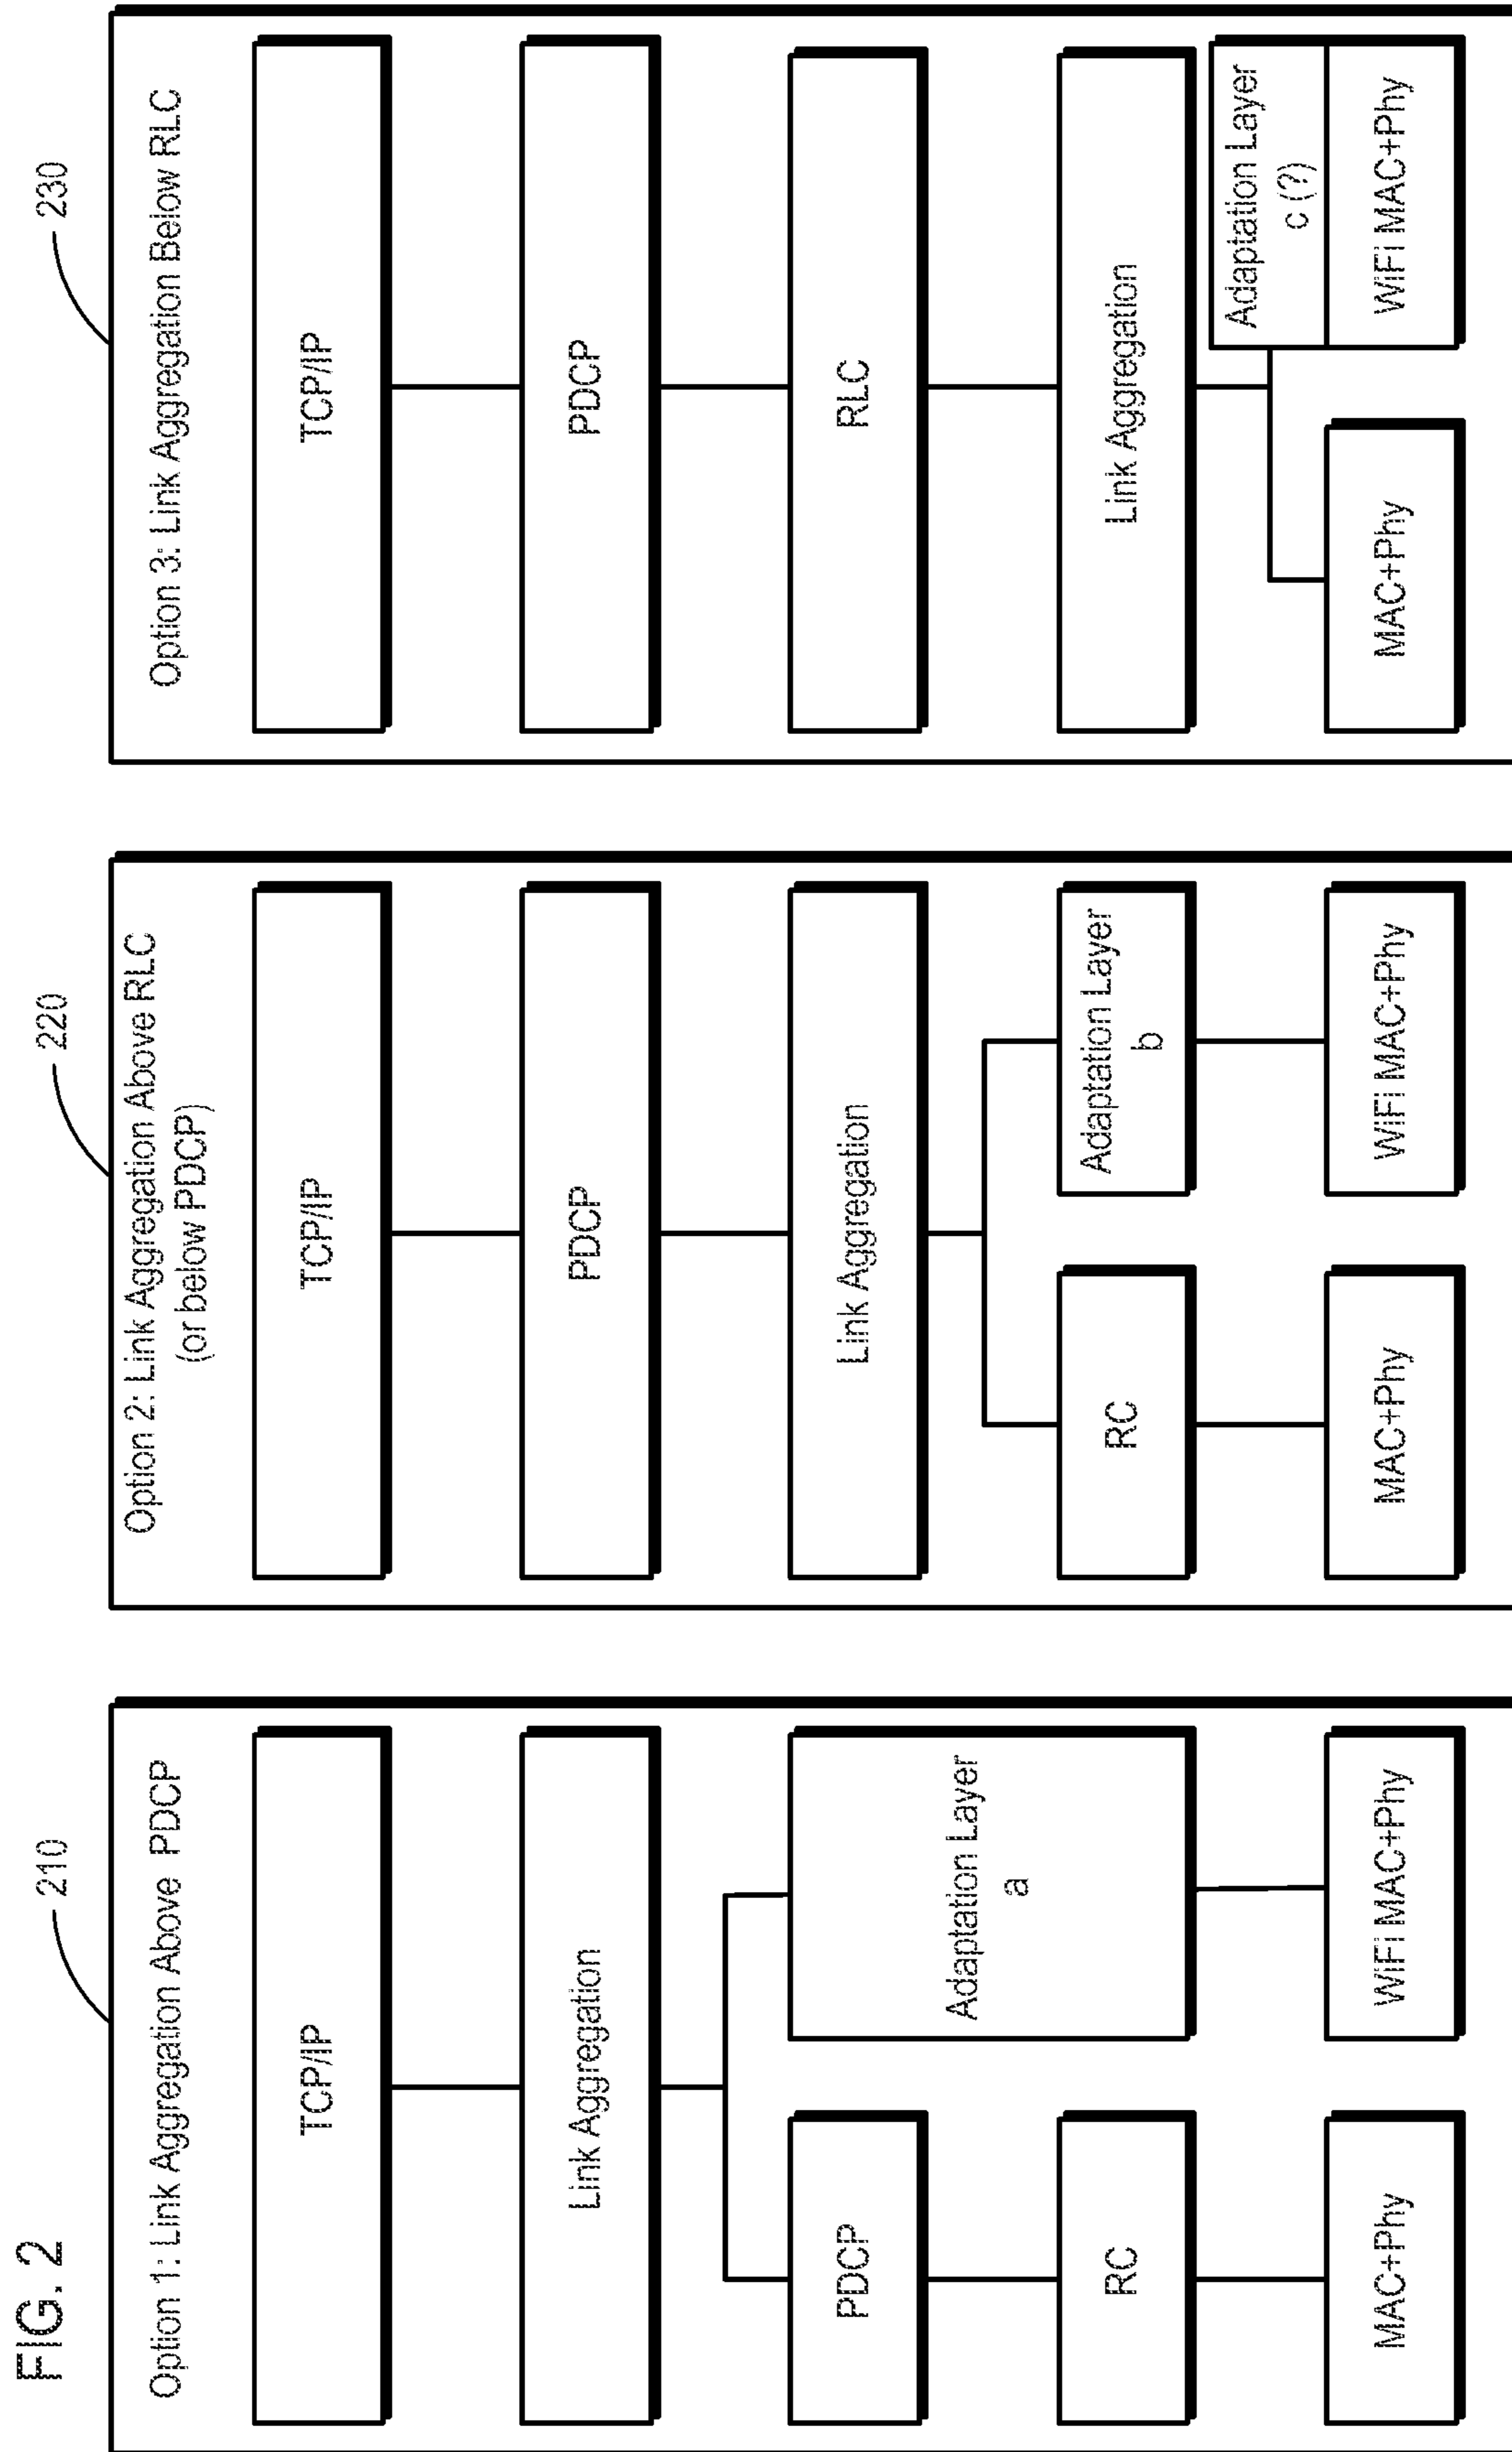 FIG. 2
210
Option 1: Link Aggregation Above PDCP
TCP/IP
Link Aggregation
PDCP
Adaptation Layer
a
RC
MAC+Phy
WiFi MAC+Phy
220
Option 2: Link Aggregation Above RLC
(or below PDCP)
TCP/IP
PDCP
Link Aggregation
RC
Adaptation Layer
b
MAC+Phy
WiFi MAC+Phy
230
Option 3: Link Aggregation Below RLC
TCP/IP
PDCP
RLC
Link Aggregation
Adaptation Layer
c (?)
MAC+Phy
WiFi MAC+Phy